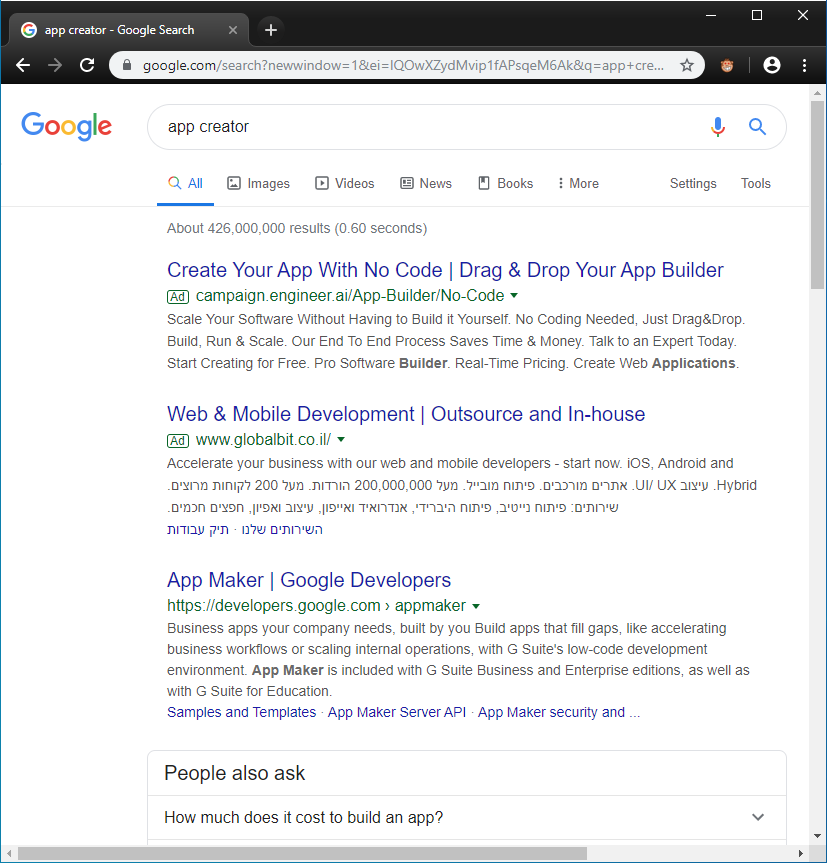 app creator - Google Search
google.com/search?newwindow=1&ei=IQOwXZydMvip1fAPsqeM6Ak&q=app+cre...
Google
app creator
All Images Videos News Books More Settings Tools
About 426,000,000 results (0.60 seconds)
Create Your App With No Code | Drag & Drop Your App Builder
Ad campaign.engineer.ai/App-Builder/No-Code
Scale Your Software Without Having to Build it Yourself. No Coding Needed, Just Drag&Drop.
Build, Run & Scale. Our End To End Process Saves Time & Money. Talk to an Expert Today.
Start Creating for Free. Pro Software Builder. Real-Time Pricing. Create Web Applications.
Web & Mobile Development | Outsource and In-house
Ad www.globalbit.co.il/
Accelerate your business with our web and mobile developers - start now. iOS, Android and
Hybrid. עיצוב UI/ UX. אתרים מורכבים. פיתוח מובייל. מעל 200,000,000 הורדות. מעל 200 לקוחות מרוצים.
שירותים: פיתוח נייטיב, פיתוח היברידי, אנדרואיד ואייפון, עיצוב ואפיון, חפצים חכמים.
השירותים שלנו · תיק עבודות
App Maker | Google Developers
https://developers.google.com › appmaker
Business apps your company needs, built by you Build apps that fill gaps, like accelerating
business workflows or scaling internal operations, with G Suite's low-code development
environment. App Maker is included with G Suite Business and Enterprise editions, as well as
with G Suite for Education.
Samples and Templates · App Maker Server API · App Maker security and ...
People also ask
How much does it cost to build an app?